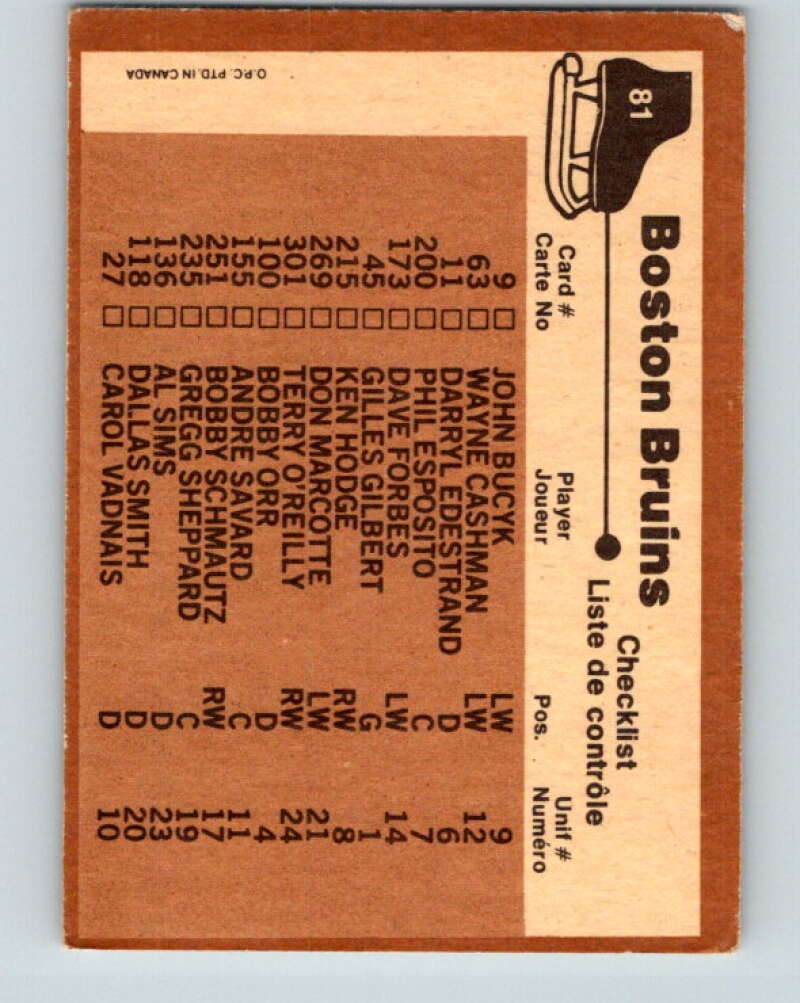 81
Boston Bruins
Checklist
Liste de contrôle
Card # Player Pos. Unif #
Carte No Joueur Numéro
9 □ JOHN BUCYK LW 9
63 □ WAYNE CASHMAN LW 12
11 □ DARRYL EDESTRAND D 6
200 □ PHIL ESPOSITO C 7
173 □ DAVE FORBES LW 14
45 □ GILLES GILBERT G 1
215 □ KEN HODGE RW 8
269 □ DON MARCOTTE LW 21
301 □ TERRY O'REILLY RW 24
100 □ BOBBY ORR D 4
155 □ ANDRE SAVARD C 11
251 □ BOBBY SCHMAUTZ RW 17
235 □ GREGG SHEPPARD C 19
136 □ AL SIMS D 23
118 □ DALLAS SMITH D 20
27 □ CAROL VADNAIS D 10
O.P.C. PTD. IN CANADA